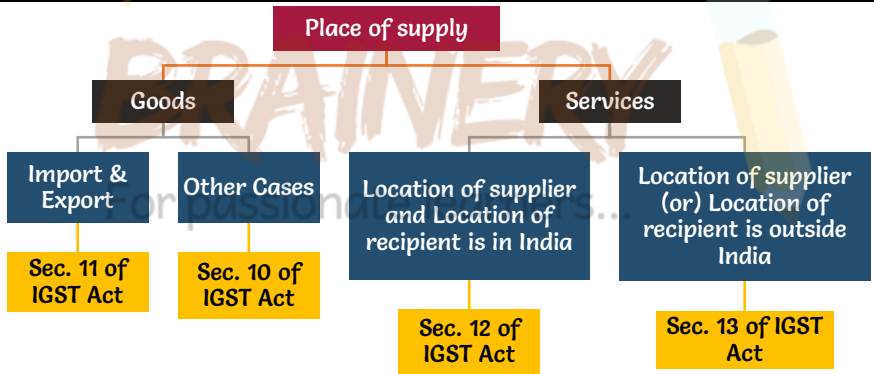 Place of supply
BRAINERY
For passionate learners...
Goods
Services
Import &
Export
Other Cases
Location of supplier
and Location of
recipient is in India
Location of supplier
(or) Location of
recipient is outside
India
Sec. 11 of
IGST Act
Sec. 10 of
IGST Act
Sec. 12 of
IGST Act
Sec. 13 of IGST
Act